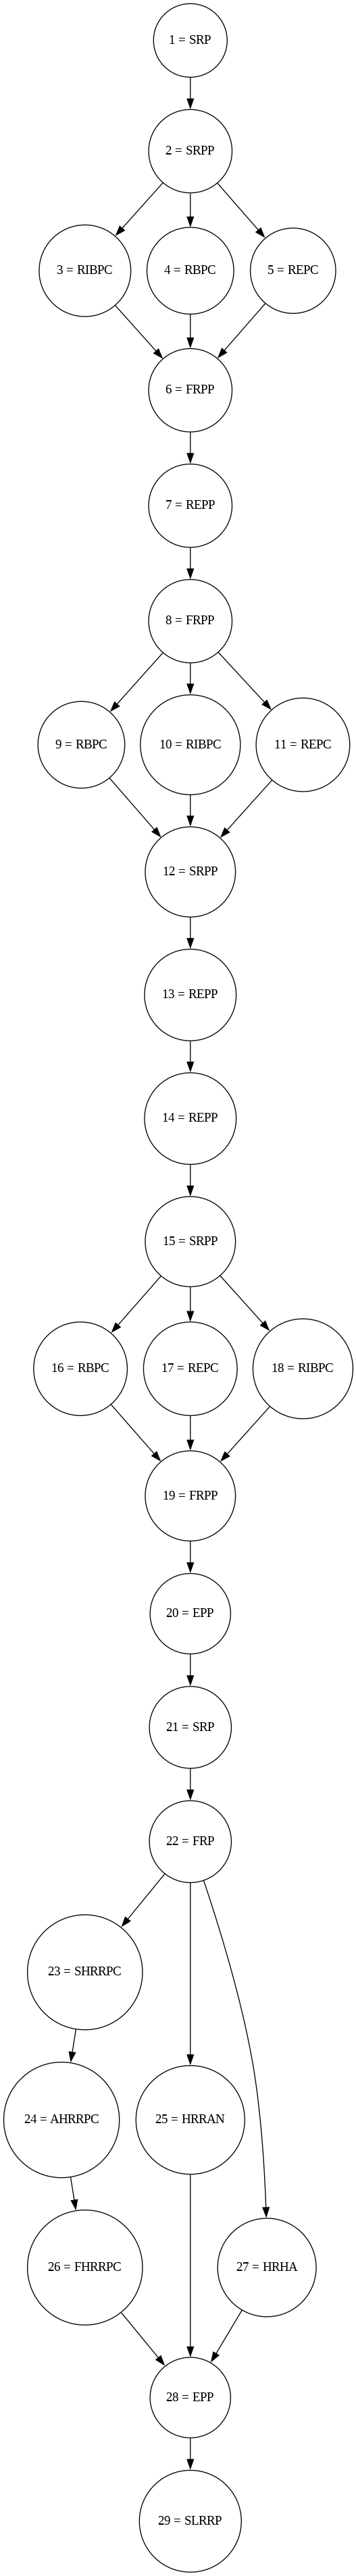 1 = SRP
2 = SRPP
3 = RIBPC
4 = RBPC
5 = REPC
6 = FRPP
7 = REPP
8 = FRPP
9 = RBPC
10 = RIBPC
11 = REPC
12 = SRPP
13 = REPP
14 = REPP
15 = SRPP
16 = RBPC
17 = REPC
18 = RIBPC
19 = FRPP
20 = EPP
21 = SRP
22 = FRP
23 = SHRRPC
24 = AHRRPC
25 = HRRAN
26 = FHRRPC
27 = HRHA
28 = EPP
29 = SLRRP